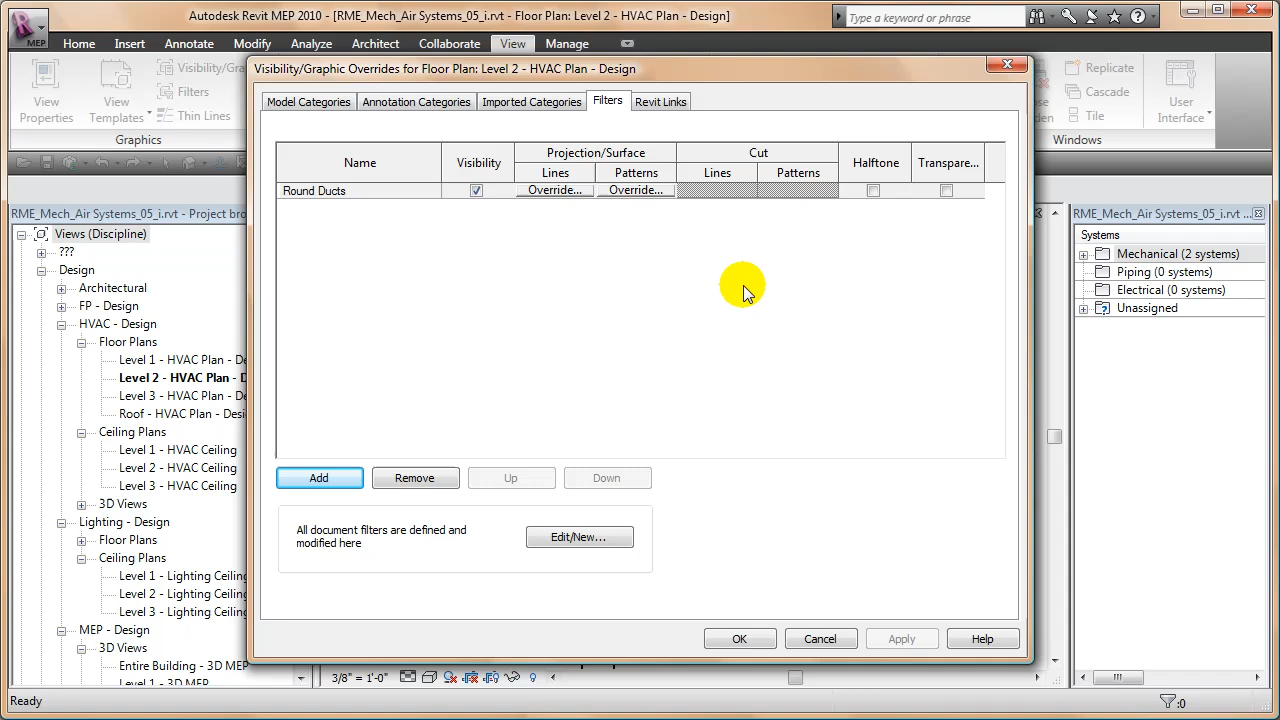 Autodesk Revit MEP 2010 - [RME_Mech_Air Systems_05_i.rvt - Floor Plan: Level 2 - HVAC Plan - Design]
Type a keyword or phrase
MEP
Home Insert Annotate Modify Analyze Architect Collaborate View Manage
View Properties
View Templates
Visibility/Gra
Filters
Thin Lines
Graphics
Replicate
Cascade
Tile
User Interface
Windows
Visibility/Graphic Overrides for Floor Plan: Level 2 - HVAC Plan - Design
Model Categories Annotation Categories Imported Categories Filters Revit Links
Name Visibility Projection/Surface Cut Halftone Transpare...
Lines Patterns Lines Patterns
Round Ducts Override... Override...
Add Remove Up Down
All document filters are defined and
modified here
Edit/New...
OK Cancel Apply Help
RME_Mech_Air Systems_05_i.rvt - Project bro
Views (Discipline)
???
Design
Architectural
FP - Design
HVAC - Design
Floor Plans
Level 1 - HVAC Plan - De
Level 2 - HVAC Plan - D
Level 3 - HVAC Plan - De
Roof - HVAC Plan - Desi
Ceiling Plans
Level 1 - HVAC Ceiling
Level 2 - HVAC Ceiling
Level 3 - HVAC Ceiling
3D Views
Lighting - Design
Floor Plans
Ceiling Plans
Level 1 - Lighting Ceiling
Level 2 - Lighting Ceiling
Level 3 - Lighting Ceiling
MEP - Design
3D Views
Entire Building - 3D MEP
Level 1 - 3D MEP
RME_Mech_Air Systems_05_i.rvt ...
Systems
Mechanical (2 systems)
Piping (0 systems)
Electrical (0 systems)
Unassigned
3/8" = 1'-0"
Ready
:0